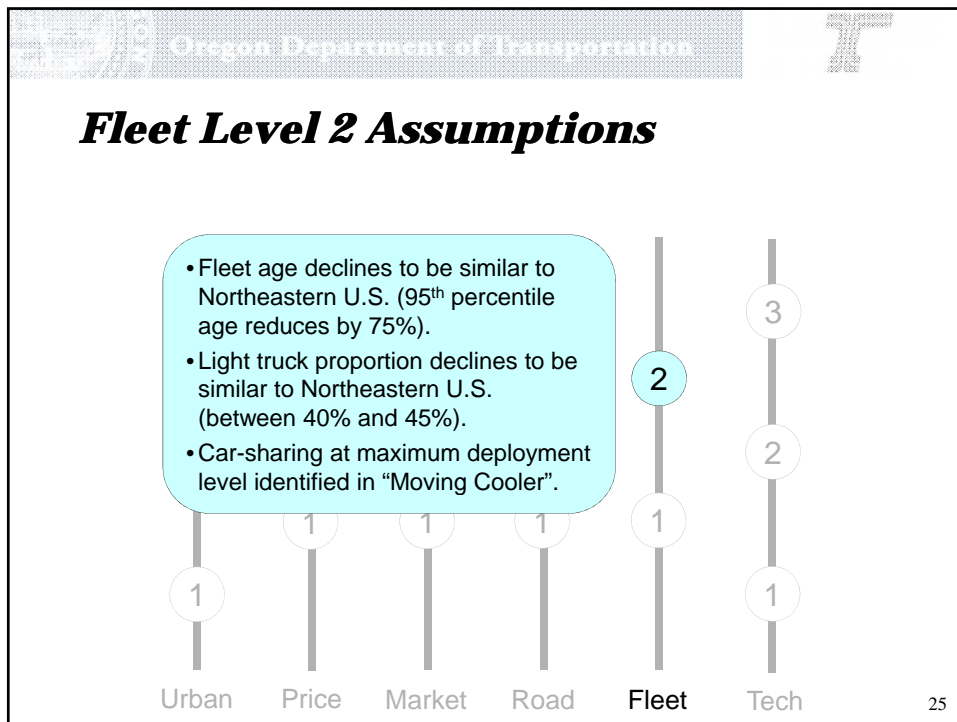 Oregon Department of Transportation
Fleet Level 2 Assumptions
• Fleet age declines to be similar to
Northeastern U.S. (95th percentile
age reduces by 75%).
• Light truck proportion declines to be
similar to Northeastern U.S.
(between 40% and 45%).
• Car-sharing at maximum deployment
level identified in “Moving Cooler”.
3
2
2
1 1 1 1
1 1
Urban Price Market Road Fleet Tech
25